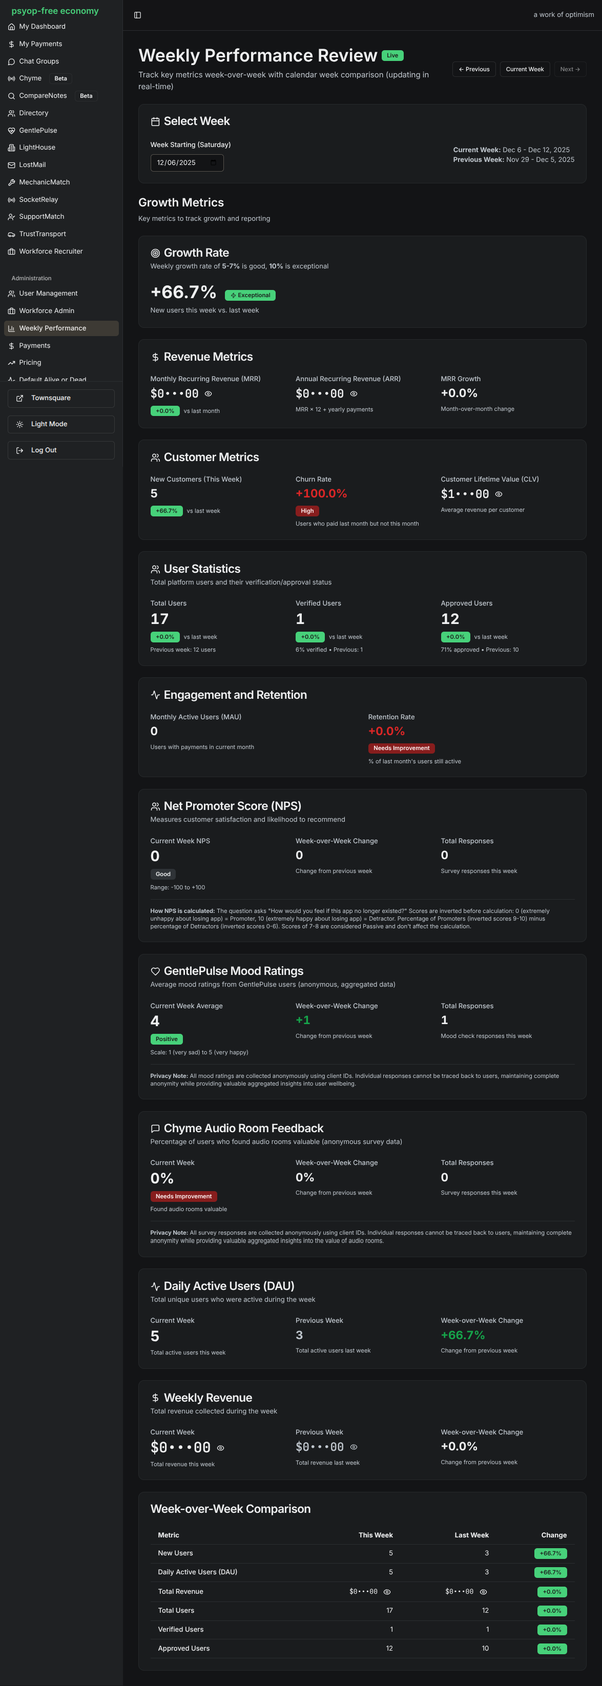 psyop-free economy
My Dashboard
My Payments
Chat Groups
Chyme Beta
CompareNotes Beta
Directory
GentlePulse
LightHouse
LostMail
MechanicMatch
SocketRelay
SupportMatch
TrustTransport
Workforce Recruiter
Administration
User Management
Workforce Admin
Weekly Performance
Payments
Pricing
Default Alive or Dead
Townsquare
Light Mode
Log Out
a work of optimism
Weekly Performance Review Live
Track key metrics week-over-week with calendar week comparison (updating in
real-time)
← Previous Current Week Next →
Select Week
Week Starting (Saturday)
12/06/2025
Current Week: Dec 6 - Dec 12, 2025
Previous Week: Nov 29 - Dec 5, 2025
Growth Metrics
Key metrics to track growth and reporting
Growth Rate
Weekly growth rate of 5-7% is good, 10% is exceptional
+66.7% Exceptional
New users this week vs. last week
Revenue Metrics
Monthly Recurring Revenue (MRR) Annual Recurring Revenue (ARR) MRR Growth
$0•••00 $0•••00 +0.0%
+0.0% vs last month MRR × 12 + yearly payments Month-over-month change
Customer Metrics
New Customers (This Week) Churn Rate Customer Lifetime Value (CLV)
5 +100.0% $1•••00
+66.7% vs last week High Average revenue per customer
Users who paid last month but not this month
User Statistics
Total platform users and their verification/approval status
Total Users Verified Users Approved Users
17 1 12
+0.0% vs last week +0.0% vs last week +0.0% vs last week
Previous week: 12 users 6% verified • Previous: 1 71% approved • Previous: 10
Engagement and Retention
Monthly Active Users (MAU) Retention Rate
0 +0.0%
Users with payments in current month Needs Improvement
% of last month's users still active
Net Promoter Score (NPS)
Measures customer satisfaction and likelihood to recommend
Current Week NPS Week-over-Week Change Total Responses
0 0 0
Good Change from previous week Survey responses this week
Range: -100 to +100
How NPS is calculated: The question asks "How would you feel if this app no longer existed?" Scores are inverted before calculation: 0 (extremely
unhappy about losing app) = Promoter, 10 (extremely happy about losing app) = Detractor. Percentage of Promoters (inverted scores 9-10) minus
percentage of Detractors (inverted scores 0-6). Scores of 7-8 are considered Passive and don't affect the calculation.
GentlePulse Mood Ratings
Average mood ratings from GentlePulse users (anonymous, aggregated data)
Current Week Average Week-over-Week Change Total Responses
4 +1 1
Positive Change from previous week Mood check responses this week
Scale: 1 (very sad) to 5 (very happy)
Privacy Note: All mood ratings are collected anonymously using client IDs. Individual responses cannot be traced back to users, maintaining complete
anonymity while providing valuable aggregated insights into user wellbeing.
Chyme Audio Room Feedback
Percentage of users who found audio rooms valuable (anonymous survey data)
Current Week Week-over-Week Change Total Responses
0% 0% 0
Needs Improvement Change from previous week Survey responses this week
Found audio rooms valuable
Privacy Note: All survey responses are collected anonymously using client IDs. Individual responses cannot be traced back to users, maintaining complete
anonymity while providing valuable aggregated insights into the value of audio rooms.
Daily Active Users (DAU)
Total unique users who were active during the week
Current Week Previous Week Week-over-Week Change
5 3 +66.7%
Total active users this week Total active users last week Change from previous week
Weekly Revenue
Total revenue collected during the week
Current Week Previous Week Week-over-Week Change
$0•••00 $0•••00 +0.0%
Total revenue this week Total revenue last week Change from previous week
Week-over-Week Comparison
Metric This Week Last Week Change
New Users 5 3 +66.7%
Daily Active Users (DAU) 5 3 +66.7%
Total Revenue $0•••00 $0•••00 +0.0%
Total Users 17 12 +0.0%
Verified Users 1 1 +0.0%
Approved Users 12 10 +0.0%